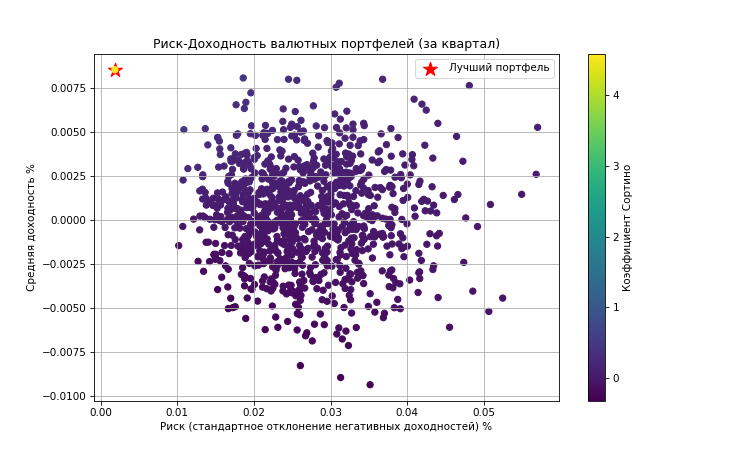 Риск-Доходность валютных портфелей (за квартал)
Лучший портфель
0.0075
0.0050
0.0025
0.0000
−0.0025
−0.0050
−0.0075
−0.0100
Средняя доходность %
0.00 0.01 0.02 0.03 0.04 0.05
Риск (стандартное отклонение негативных доходностей) %
4
3
2
1
0
Коэффициент Сортино